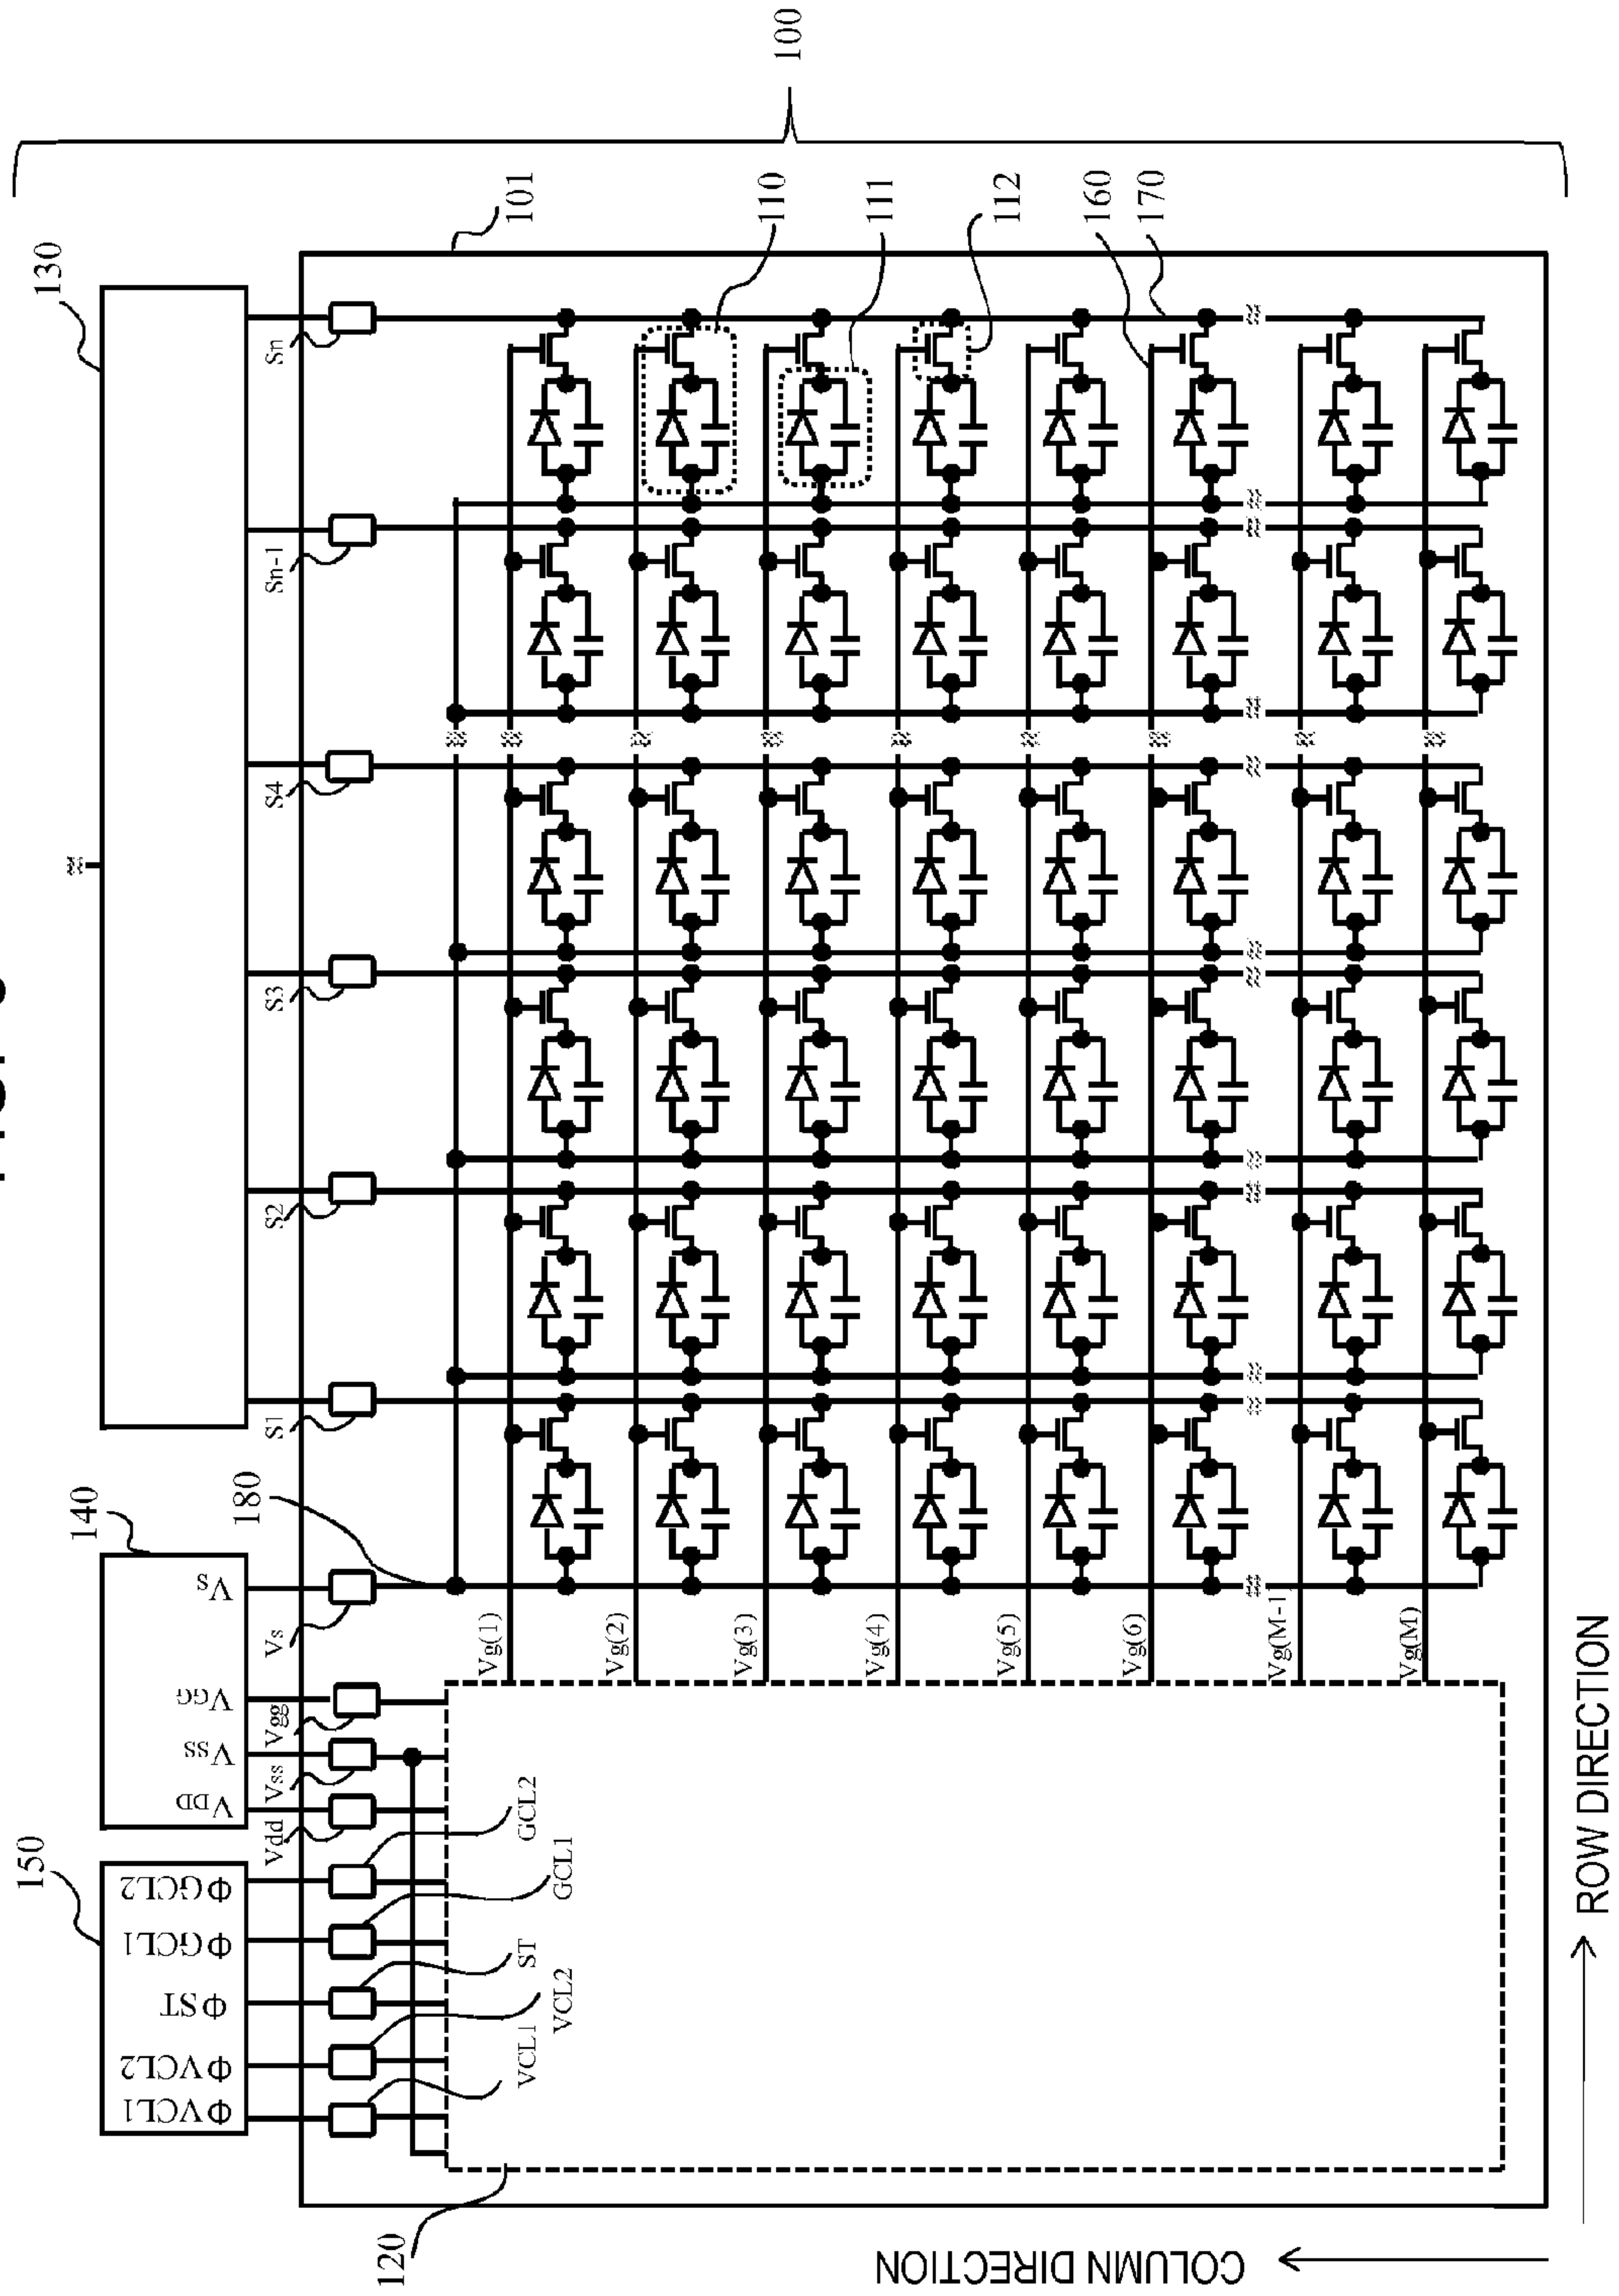 100
130
101
110
111
112
160
170
Sn
Sn-1
S4
S3
S2
S1
140
180
Vs
VGG
VSS
VDD
Vs
Vgg
Vss
Vdd
150
ΦGCL2
ΦGCL1
ΦST
ΦVCL2
ΦVCL1
GCL2
GCL1
ST
VCL2
VCL1
120
Vg(1)
Vg(2)
Vg(3)
Vg(4)
Vg(5)
Vg(6)
Vg(M-1)
Vg(M)
COLUMN DIRECTION
ROW DIRECTION